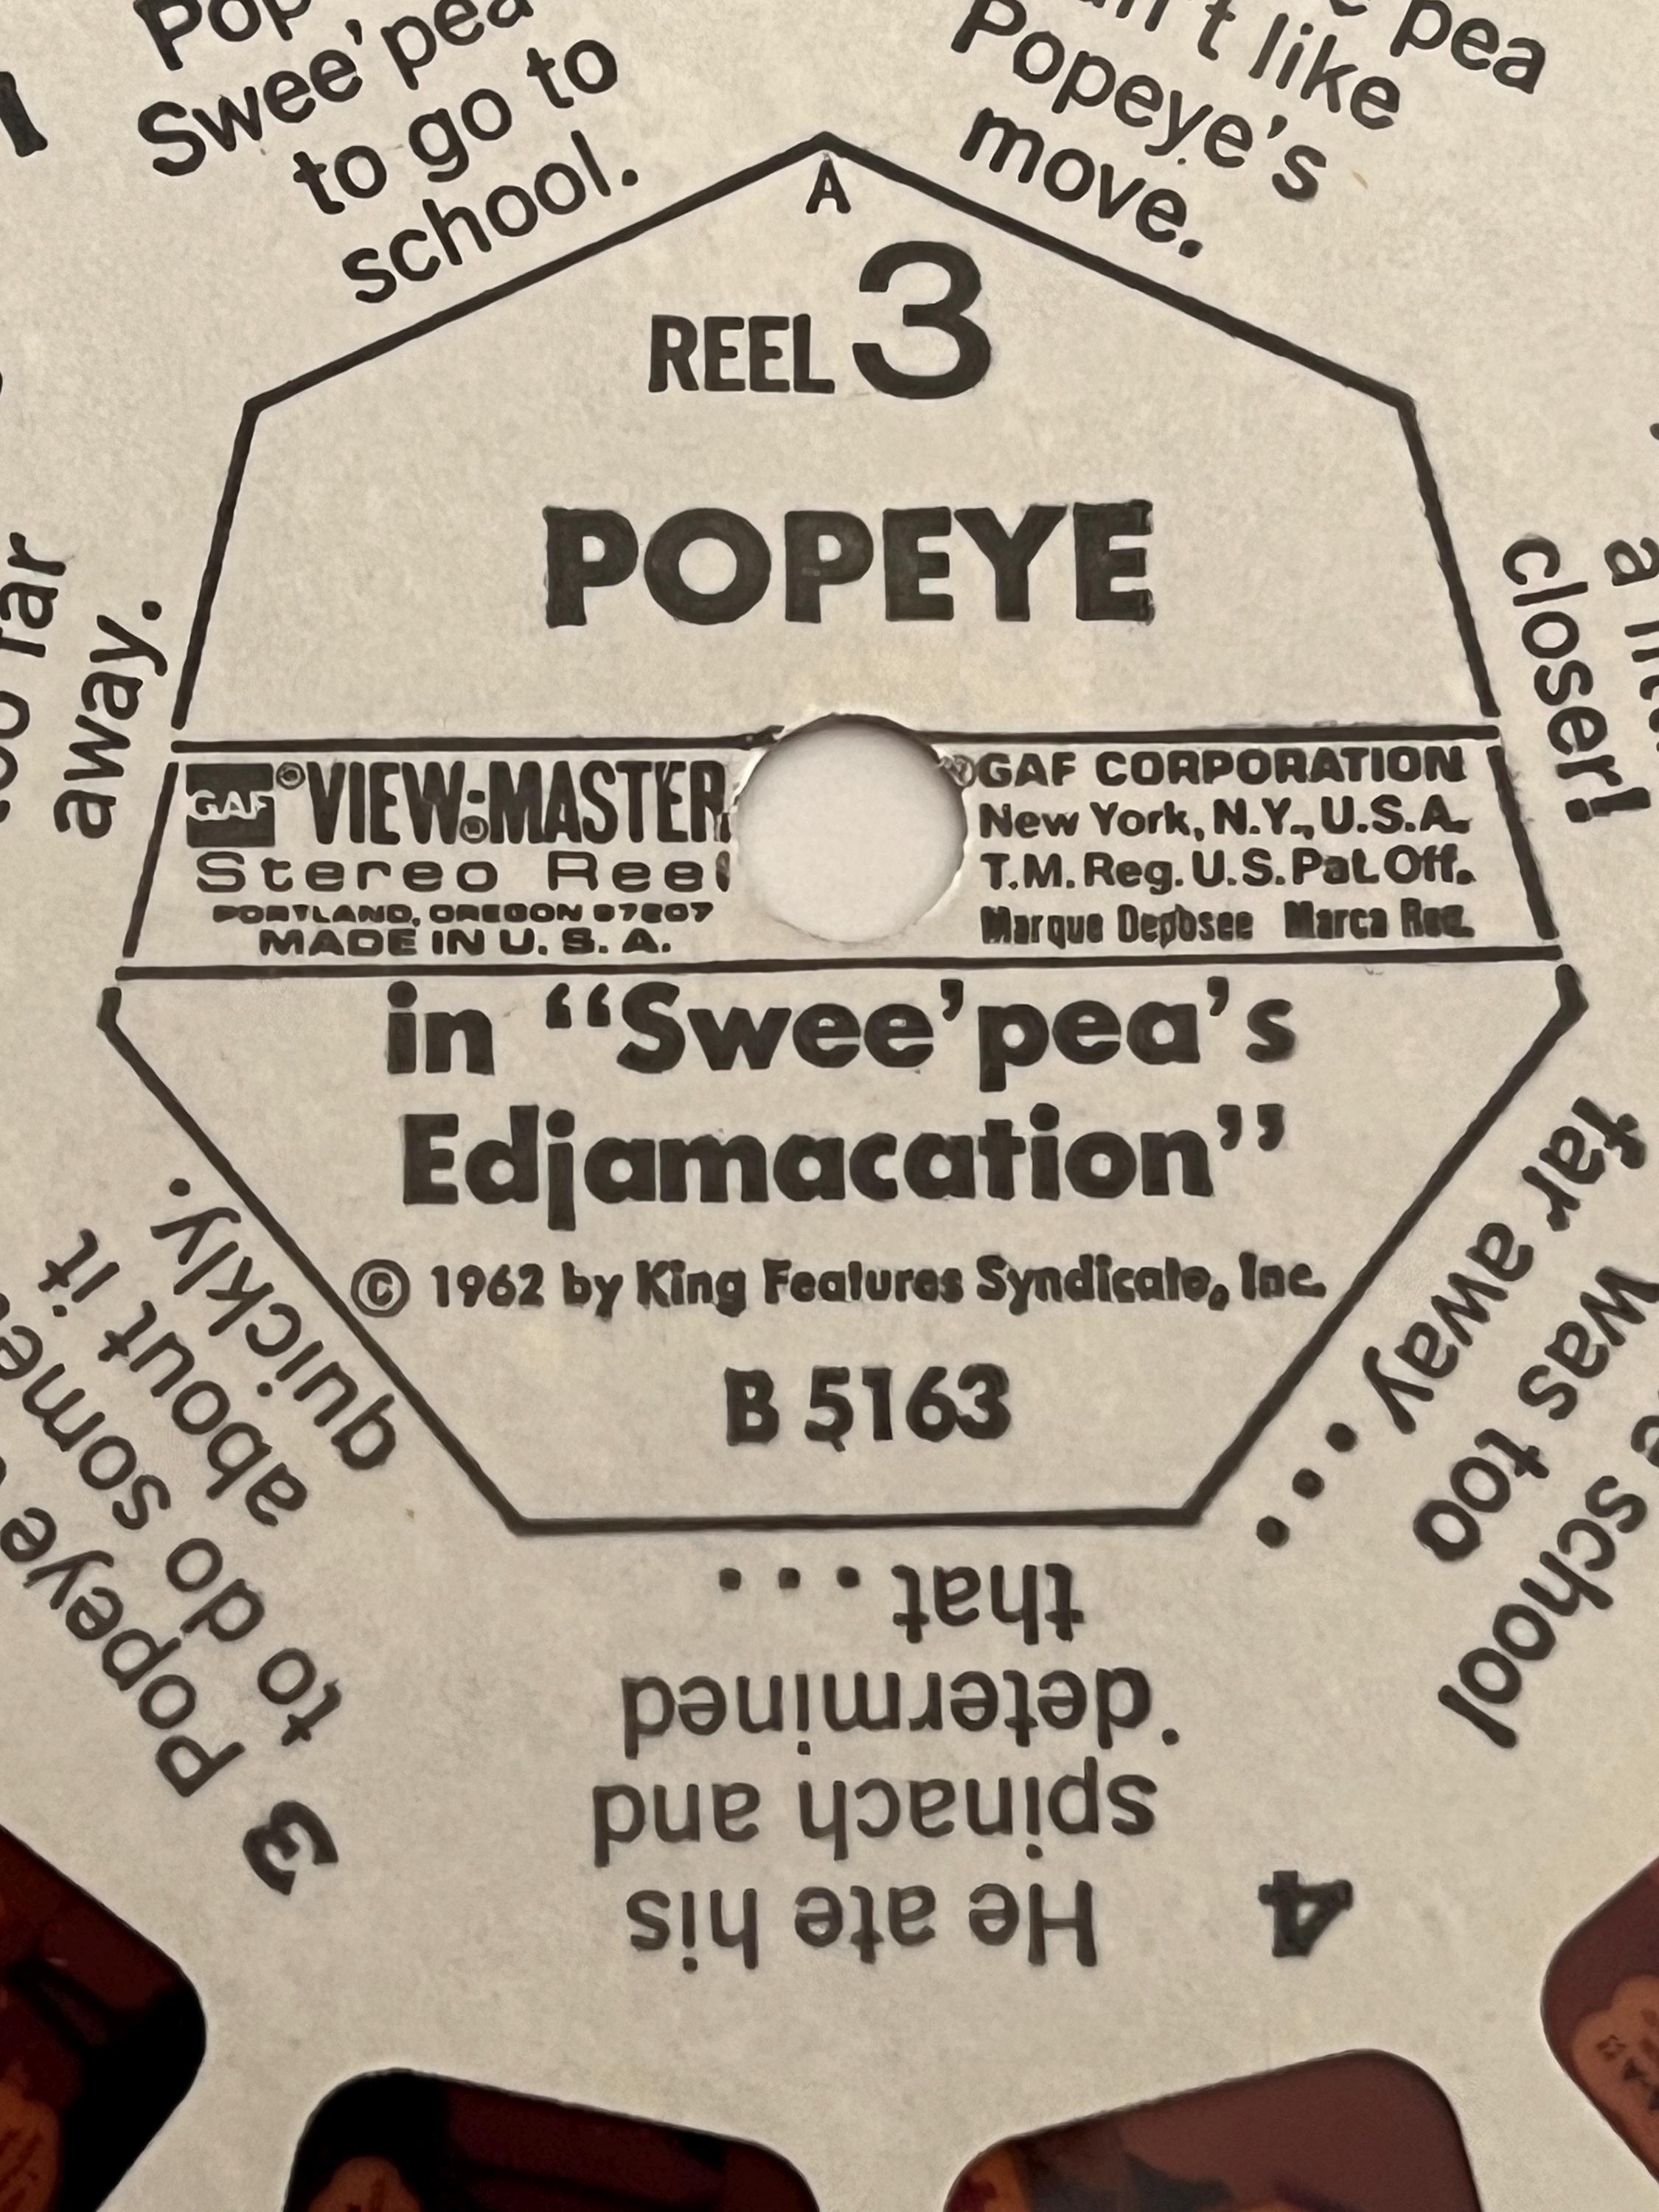 Swee'pea
to go to
school.
pea
like
Popeye's
move.
A
REEL 3
POPEYE
away.
closer!
GAF® VIEW-MASTER®
Stereo Reel
PORTLAND, OREGON 97207
MADE IN U. S. A.
®GAF CORPORATION
New York, N.Y., U.S.A.
T.M. Reg. U.S. Pat. Off.
Marque Deposee Marca Reg.
in “Swee’pea’s
Edjamacation”
© 1962 by King Features Syndicate, Inc.
B 5163
3 Popeye
to do
about it
quickly.
4 He ate his
spinach and
determined
that . . .
school
was too
far away . . .